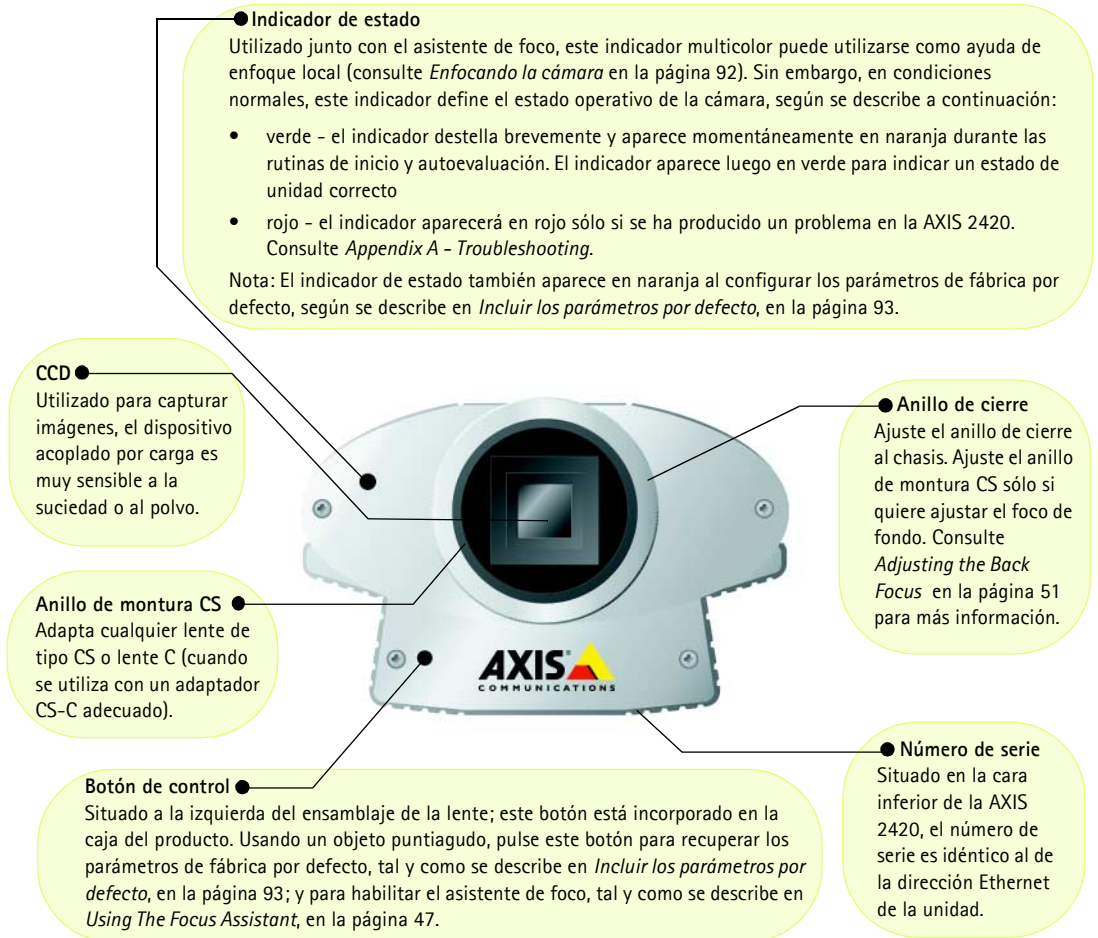 Indicador de estado
Utilizado junto con el asistente de foco, este indicador multicolor puede utilizarse como ayuda de
enfoque local (consulte Enfocando la cámara en la página 92). Sin embargo, en condiciones
normales, este indicador define el estado operativo de la cámara, según se describe a continuación:
• verde - el indicador destella brevemente y aparece momentáneamente en naranja durante las
rutinas de inicio y autoevaluación. El indicador aparece luego en verde para indicar un estado de
unidad correcto
• rojo - el indicador aparecerá en rojo sólo si se ha producido un problema en la AXIS 2420.
Consulte Appendix A - Troubleshooting.
Nota: El indicador de estado también aparece en naranja al configurar los parámetros de fábrica por
defecto, según se describe en Incluir los parámetros por defecto, en la página 93.
CCD
Utilizado para capturar
imágenes, el dispositivo
acoplado por carga es
muy sensible a la
suciedad o al polvo.
Anillo de cierre
Ajuste el anillo de cierre
al chasis. Ajuste el anillo
de montura CS sólo si
quiere ajustar el foco de
fondo. Consulte
Adjusting the Back
Focus en la página 51
para más información.
Anillo de montura CS
Adapta cualquier lente de
tipo CS o lente C (cuando
se utiliza con un adaptador
CS-C adecuado).
AXIS
COMMUNICATIONS
Número de serie
Situado en la cara
inferior de la AXIS
2420, el número de
serie es idéntico al de
la dirección Ethernet
de la unidad.
Botón de control
Situado a la izquierda del ensamblaje de la lente; este botón está incorporado en la
caja del producto. Usando un objeto puntiagudo, pulse este botón para recuperar los
parámetros de fábrica por defecto, tal y como se describe en Incluir los parámetros por
defecto, en la página 93; y para habilitar el asistente de foco, tal y como se describe en
Using The Focus Assistant, en la página 47.